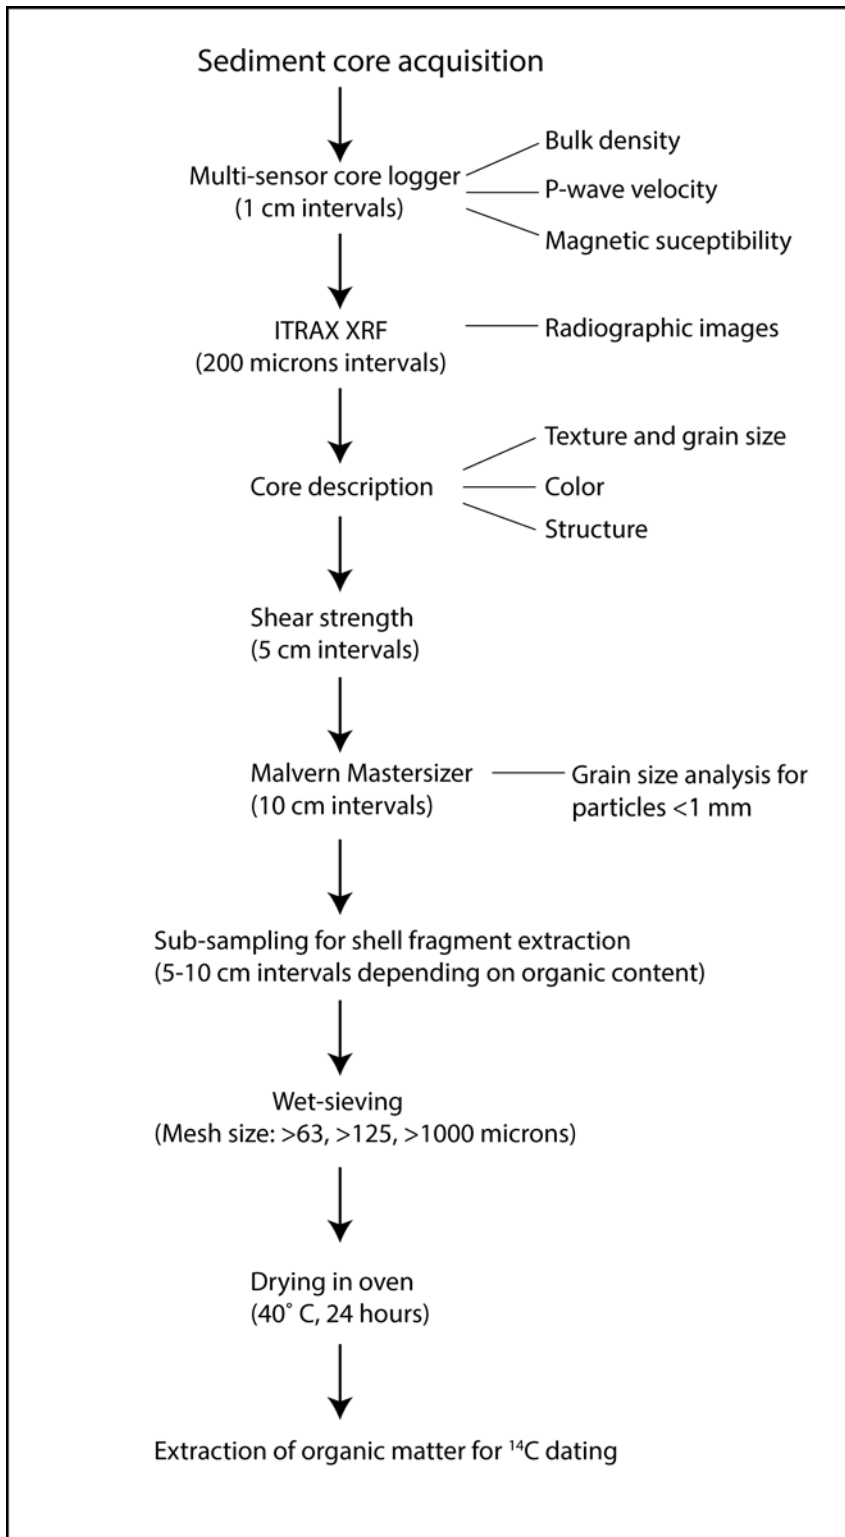 Sediment core acquisition
Multi-sensor core logger
(1 cm intervals)
Bulk density
P-wave velocity
Magnetic suceptibility
ITRAX XRF
(200 microns intervals)
Radiographic images
Core description
Texture and grain size
Color
Structure
Shear strength
(5 cm intervals)
Malvern Mastersizer
(10 cm intervals)
Grain size analysis for
particles <1 mm
Sub-sampling for shell fragment extraction
(5-10 cm intervals depending on organic content)
Wet-sieving
(Mesh size: >63, >125, >1000 microns)
Drying in oven
(40˚ C, 24 hours)
Extraction of organic matter for ¹⁴C dating